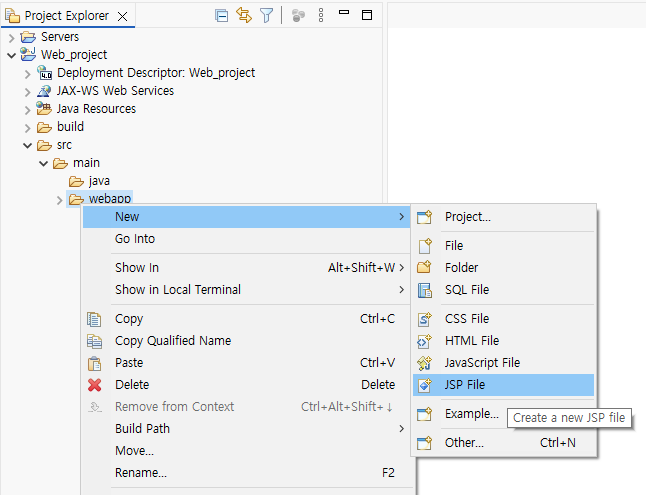 Project Explorer
Servers
Web_project
4.0 Deployment Descriptor: Web_project
JAX-WS Web Services
Java Resources
build
src
main
java
webapp
New
Go Into
Show In Alt+Shift+W
Show in Local Terminal
Copy Ctrl+C
Copy Qualified Name
Paste Ctrl+V
Delete Delete
Remove from Context Ctrl+Alt+Shift+↓
Build Path
Move...
Rename... F2
Project...
File
Folder
SQL File
CSS File
HTML File
JavaScript File
JSP File
Example...
Create a new JSP file
Other... Ctrl+N